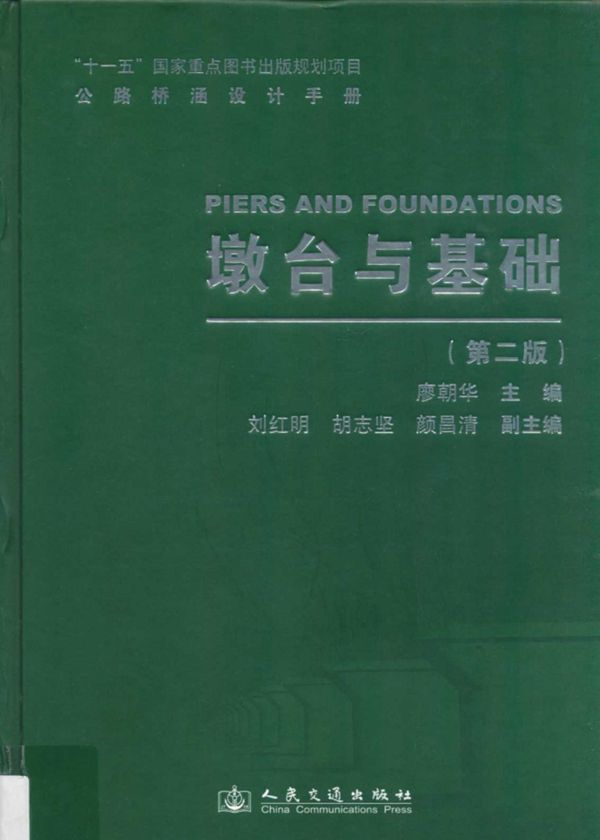 “十一五”国家重点图书出版规划项目
公路桥涵设计手册
PIERS AND FOUNDATIONS
墩台与基础
(第二版)
廖朝华 主编
刘红明 胡志坚 颜昌清 副主编
人民交通出版社
China Communications Press